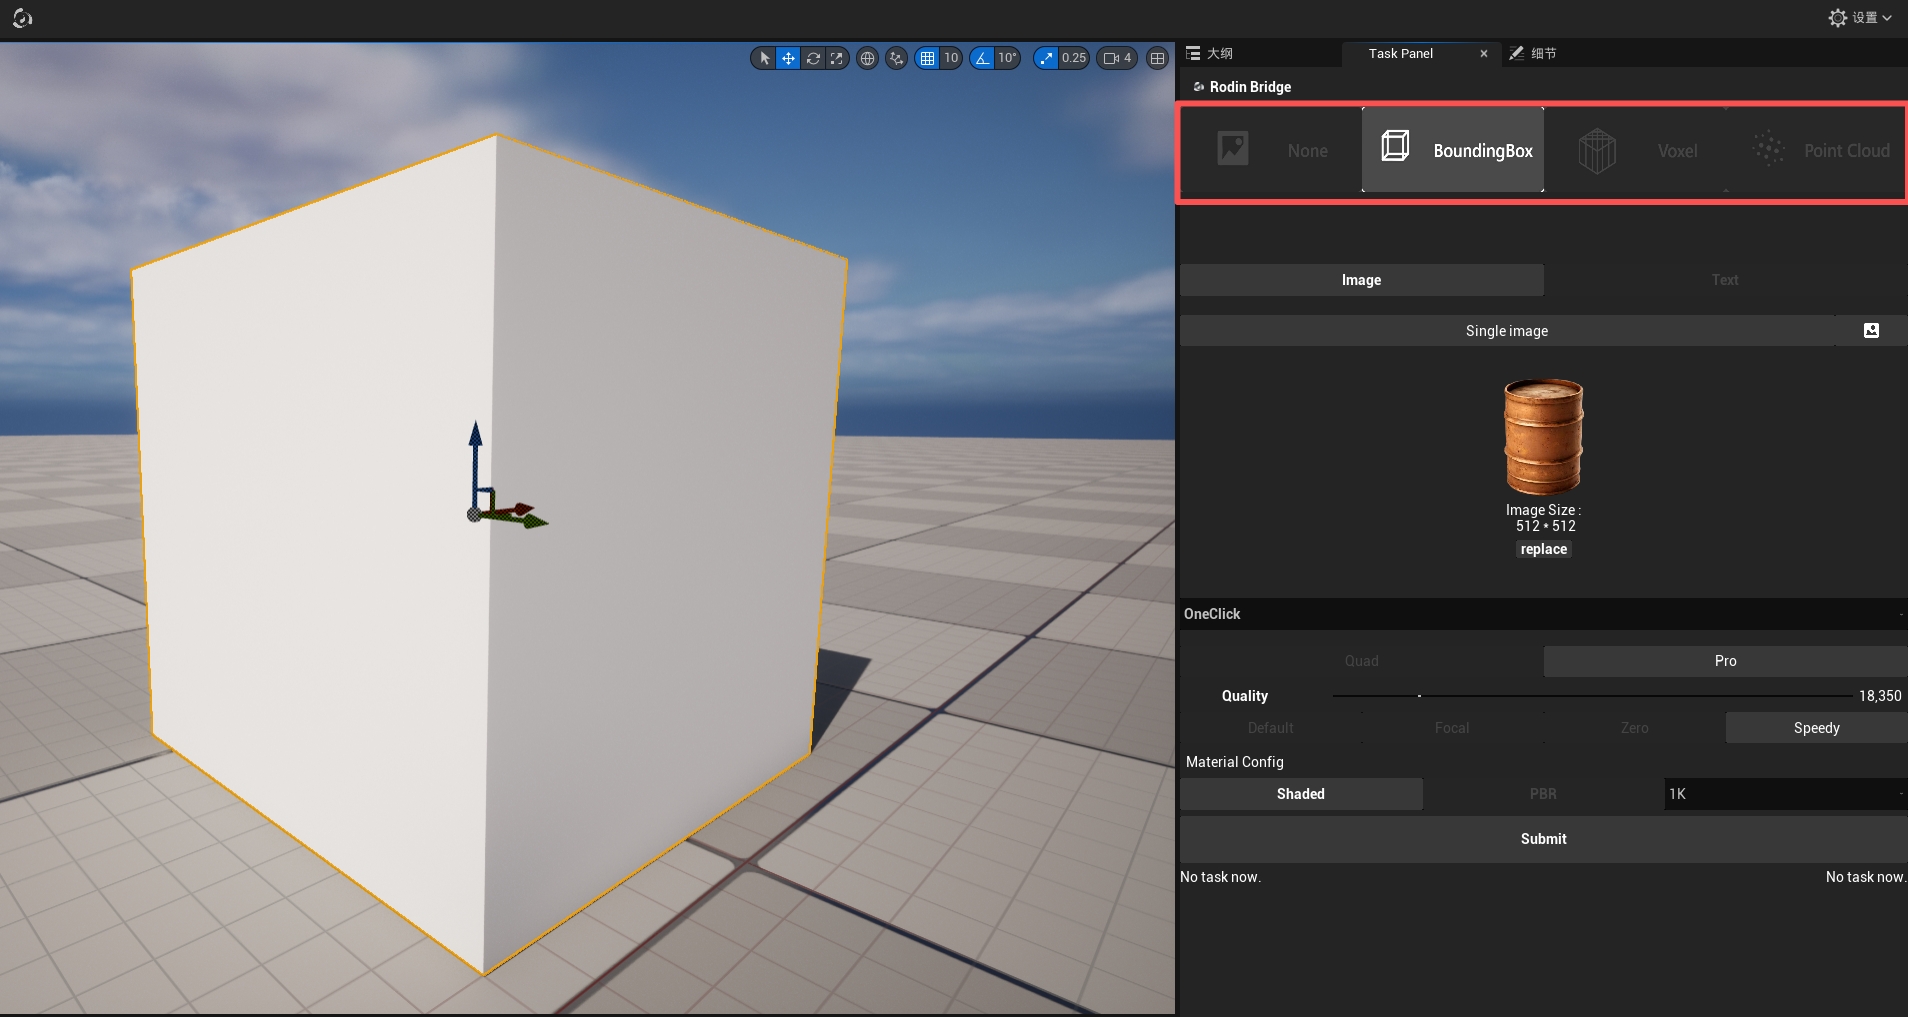 设置
10
10°
0.25
4
大纲
Task Panel
细节
Rodin Bridge
None
BoundingBox
Voxel
Point Cloud
Image
Text
Single image
Image Size :
512 * 512
replace
OneClick
Quad
Pro
Quality
18,350
Default
Focal
Zero
Speedy
Material Config
Shaded
PBR
1K
Submit
No task now.
No task now.